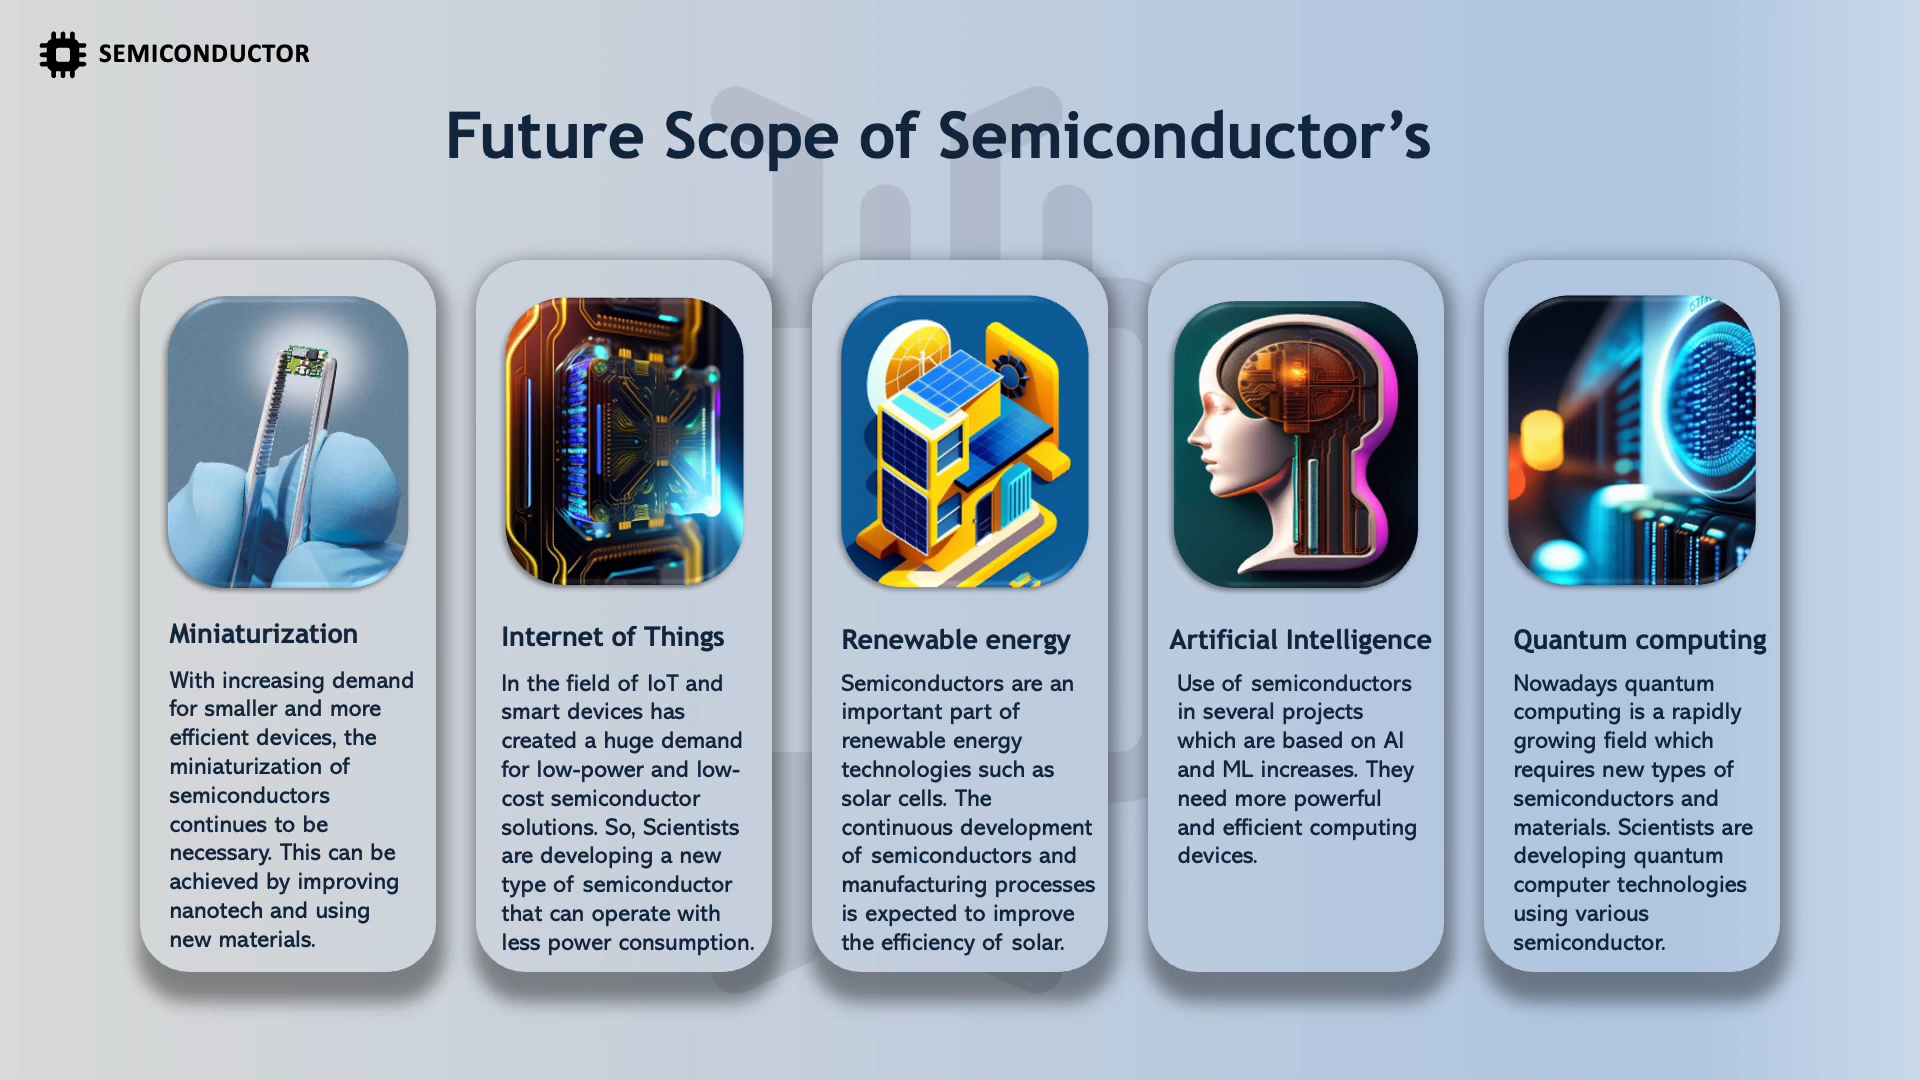 SEMICONDUCTOR
Future Scope of Semiconductor’s
Miniaturization
With increasing demand
for smaller and more
efficient devices, the
miniaturization of
semiconductors
continues to be
necessary. This can be
achieved by improving
nanotech and using
new materials.
Internet of Things
In the field of IoT and
smart devices has
created a huge demand
for low-power and low-
cost semiconductor
solutions. So, Scientists
are developing a new
type of semiconductor
that can operate with
less power consumption.
Renewable energy
Semiconductors are an
important part of
renewable energy
technologies such as
solar cells. The
continuous development
of semiconductors and
manufacturing processes
is expected to improve
the efficiency of solar.
Artificial Intelligence
Use of semiconductors
in several projects
which are based on AI
and ML increases. They
need more powerful
and efficient computing
devices.
Quantum computing
Nowadays quantum
computing is a rapidly
growing field which
requires new types of
semiconductors and
materials. Scientists are
developing quantum
computer technologies
using various
semiconductor.